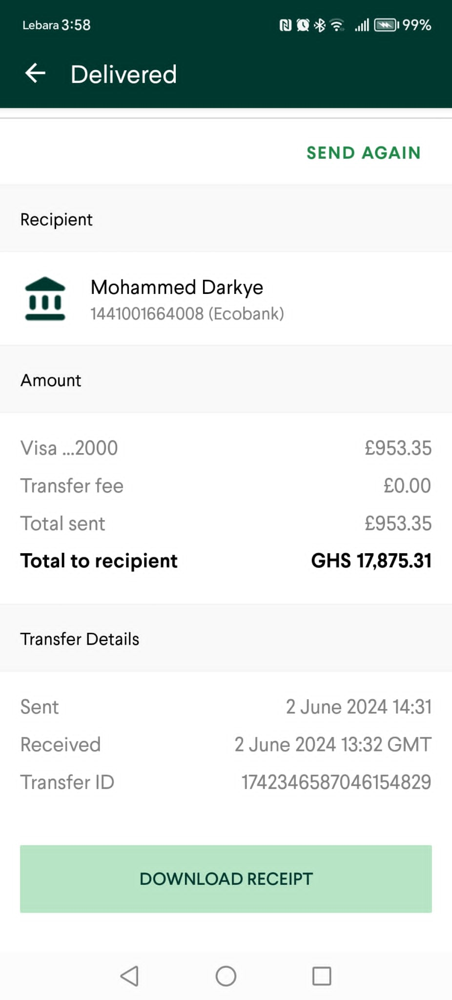 Lebara 3:58 99%
Delivered
SEND AGAIN
Recipient
Mohammed Darkye
1441001664008 (Ecobank)
Amount
Visa ...2000 £953.35
Transfer fee £0.00
Total sent £953.35
Total to recipient GHS 17,875.31
Transfer Details
Sent 2 June 2024 14:31
Received 2 June 2024 13:32 GMT
Transfer ID 1742346587046154829
DOWNLOAD RECEIPT